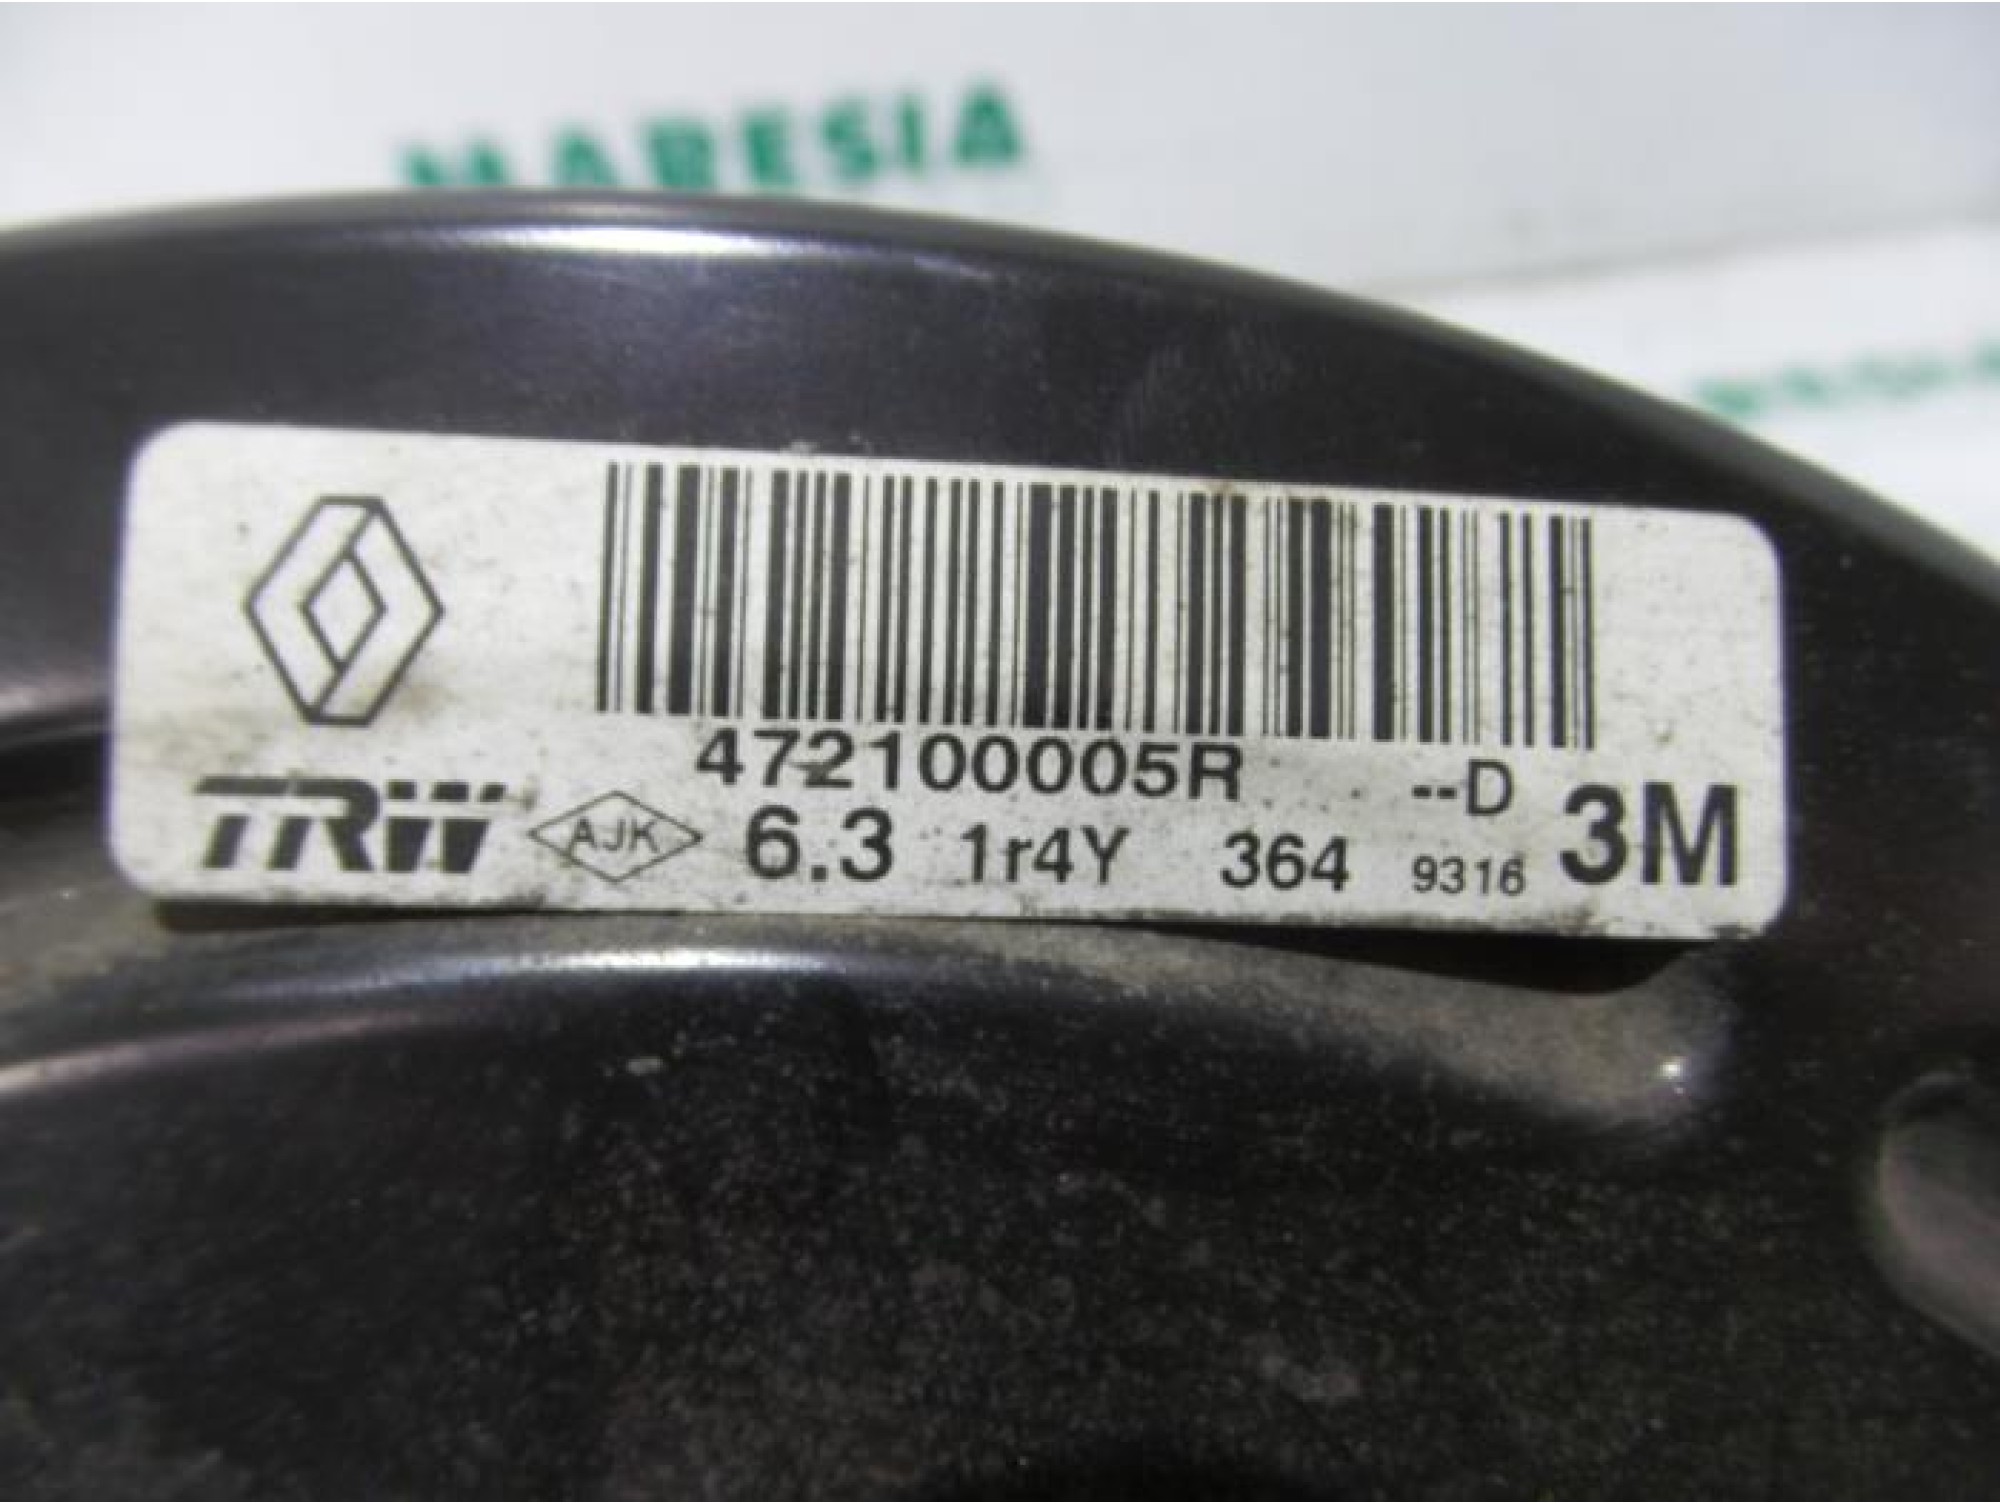 MARESIA
472100005R --D
TRW AJK 6.3 1r4Y 364 9316 3M